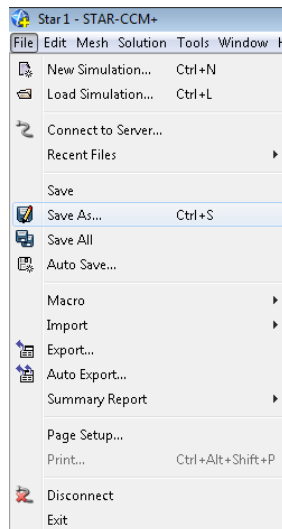 Star 1 - STAR-CCM+
File Edit Mesh Solution Tools Window
New Simulation... Ctrl+N
Load Simulation... Ctrl+L
Connect to Server...
Recent Files
Save
Save As... Ctrl+S
Save All
Auto Save...
Macro
Import
Export...
Auto Export...
Summary Report
Page Setup...
Print... Ctrl+Alt+Shift+P
Disconnect
Exit